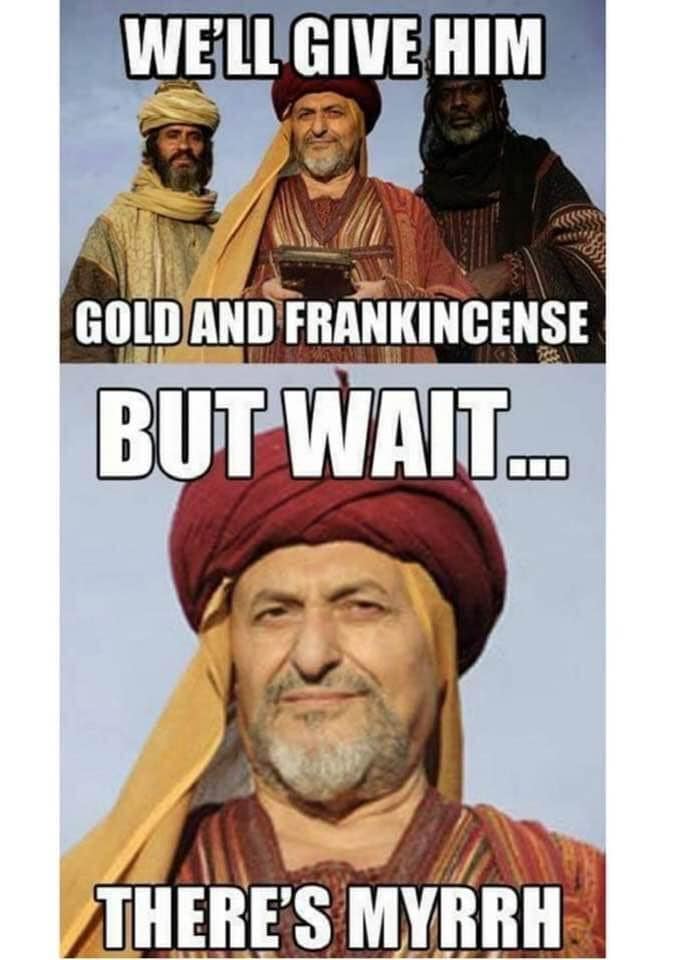 WE'LL GIVE HIM
GOLD AND FRANKINCENSE
BUT WAIT...
THERE'S MYRRH